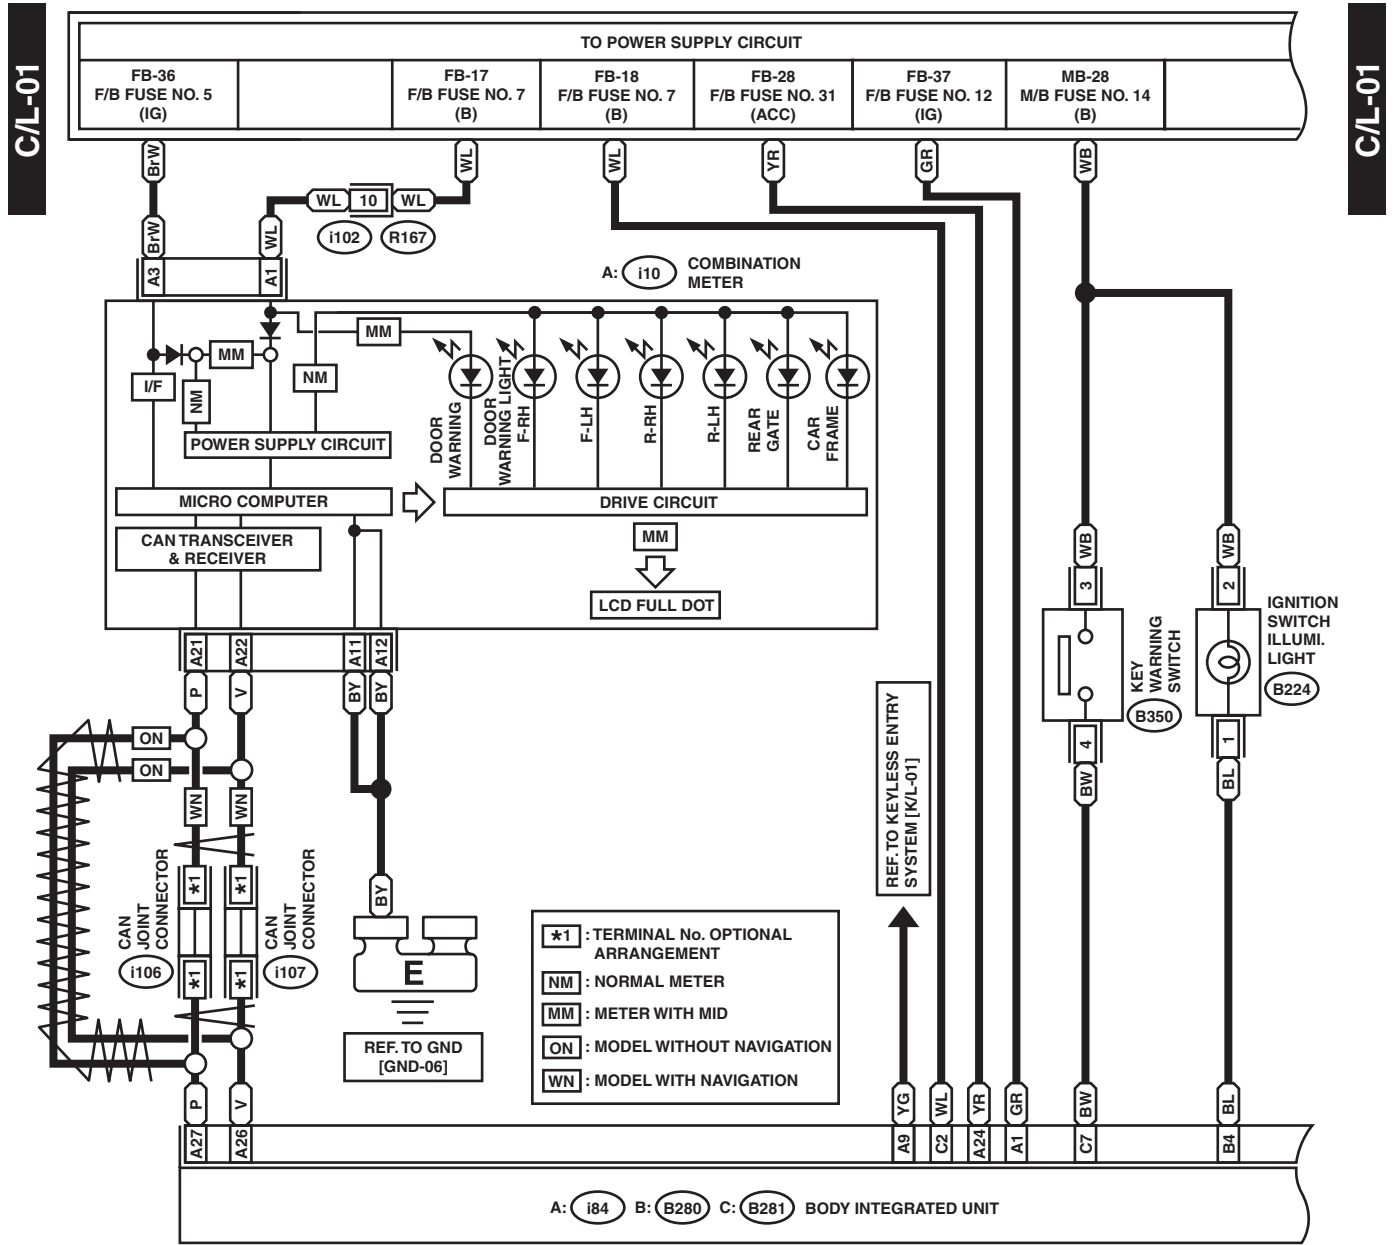 C/L-01
C/L-01
TO POWER SUPPLY CIRCUIT
FB-36
F/B FUSE NO. 5
(IG)
FB-17
F/B FUSE NO. 7
(B)
FB-18
F/B FUSE NO. 7
(B)
FB-28
F/B FUSE NO. 31
(ACC)
FB-37
F/B FUSE NO. 12
(IG)
MB-28
M/B FUSE NO. 14
(B)
BrW
WL
WL
YR
GR
WB
WL 10 WL
i102
R167
BrW
WL
A3
A1
A: i10 COMBINATION
METER
MM
MM
I/F
NM
NM
POWER SUPPLY CIRCUIT
DOOR
WARNING
DOOR
WARNING LIGHT
F-RH
F-LH
R-RH
R-LH
REAR
GATE
CAR
FRAME
MICRO COMPUTER
DRIVE CIRCUIT
CAN TRANSCEIVER
& RECEIVER
MM
LCD FULL DOT
WB
WB
3
2
KEY
WARNING
SWITCH
B350
IGNITION
SWITCH
ILLUMI.
LIGHT
B224
4
1
BW
BL
A21
A22
A11
A12
P
V
BY
BY
ON
ON
WN
WN
*1
*1
CAN
JOINT
CONNECTOR
i106
CAN
JOINT
CONNECTOR
i107
*1
*1
BY
E
REF. TO GND
[GND-06]
REF. TO KEYLESS ENTRY
SYSTEM [K/L-01]
*1 : TERMINAL No. OPTIONAL
ARRANGEMENT
NM : NORMAL METER
MM : METER WITH MID
ON : MODEL WITHOUT NAVIGATION
WN : MODEL WITH NAVIGATION
P
V
YG
WL
YR
GR
BW
BL
A27
A26
A9
C2
A24
A1
C7
B4
A: i84 B: B280 C: B281 BODY INTEGRATED UNIT